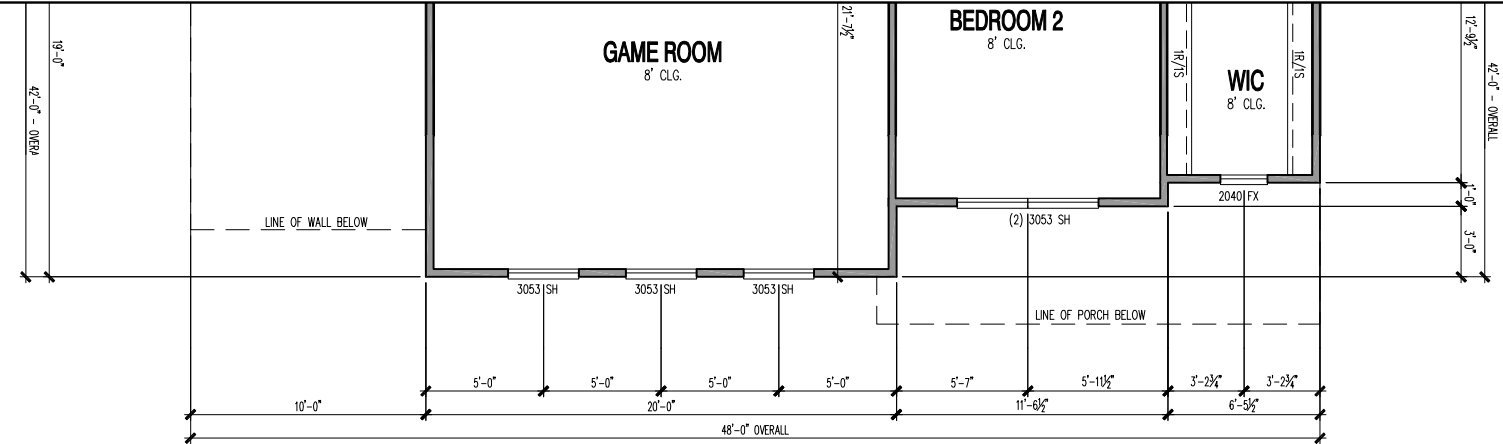 GAME ROOM
8' CLG.
BEDROOM 2
8' CLG.
WIC
8' CLG.
1R/1S
1R/1S
21'-7½"
19'-0"
42'-0" - OVERA
12'-9½"
42'-0" - OVERALL
1'-0"
3'-0"
LINE OF WALL BELOW
2040 FX
(2) 3053 SH
3053 SH
3053 SH
3053 SH
LINE OF PORCH BELOW
5'-0"
5'-0"
5'-0"
5'-0"
5'-7"
5'-11½"
3'-2¾"
3'-2¾"
10'-0"
20'-0"
11'-6½"
6'-5½"
48'-0" OVERALL